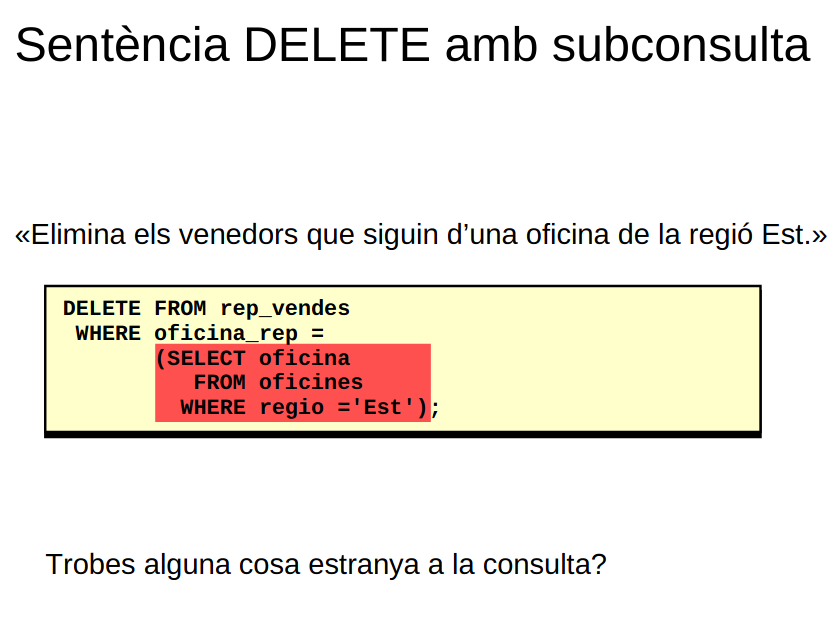 Sentència DELETE amb subconsulta
«Elimina els venedors que siguin d’una oficina de la regió Est.»
DELETE FROM rep_vendes
WHERE oficina_rep =
(SELECT oficina
FROM oficines
WHERE regio ='Est');
Trobes alguna cosa estranya a la consulta?